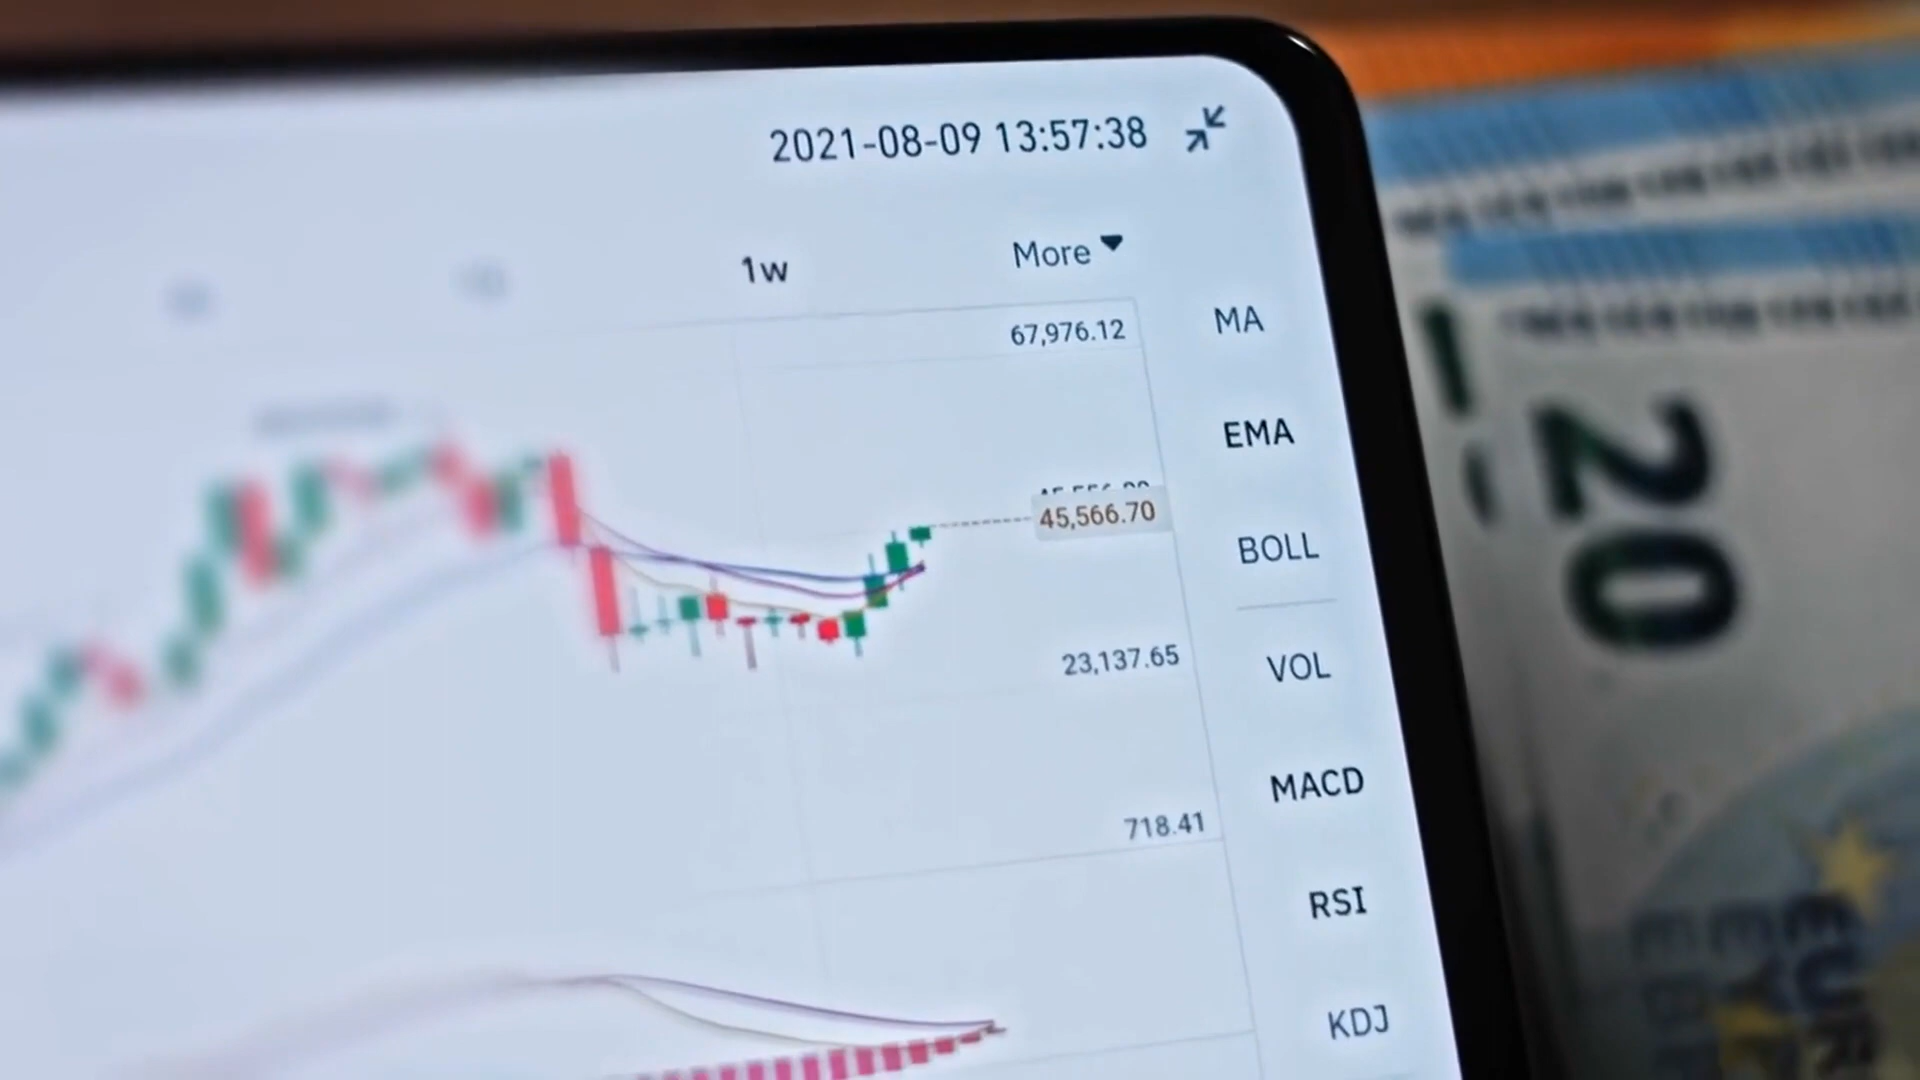 2021-08-09 13:57:38
1w
More
67,976.12
MA
EMA
45,566.70
BOLL
23,137.65
VOL
MACD
718.41
RSI
KDJ
20
EUR